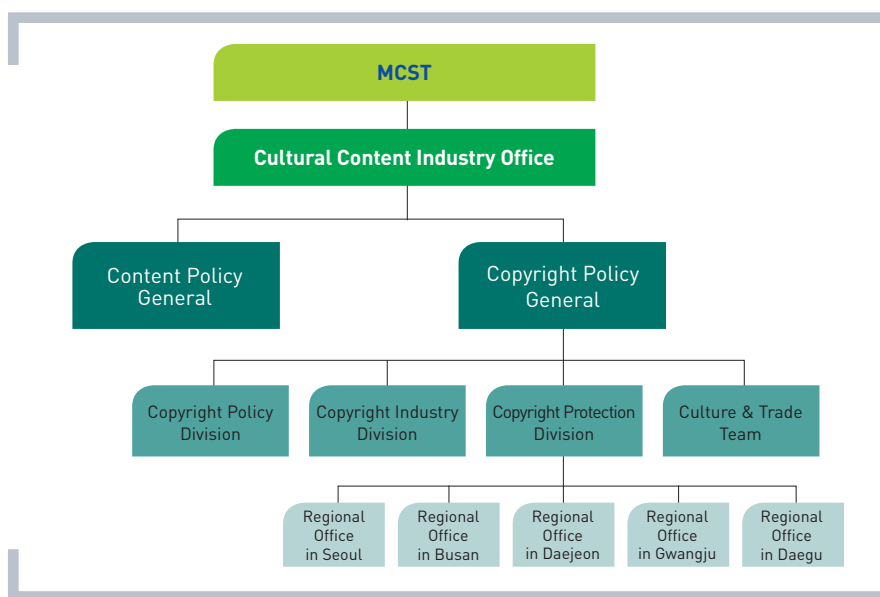 MCST
Cultural Content Industry Office
Content Policy
General
Copyright Policy
General
Copyright Policy
Division
Copyright Industry
Division
Copyright Protection
Division
Culture & Trade
Team
Regional
Office
in Seoul
Regional
Office
in Busan
Regional
Office
in Daejeon
Regional
Office
in Gwangju
Regional
Office
in Daegu